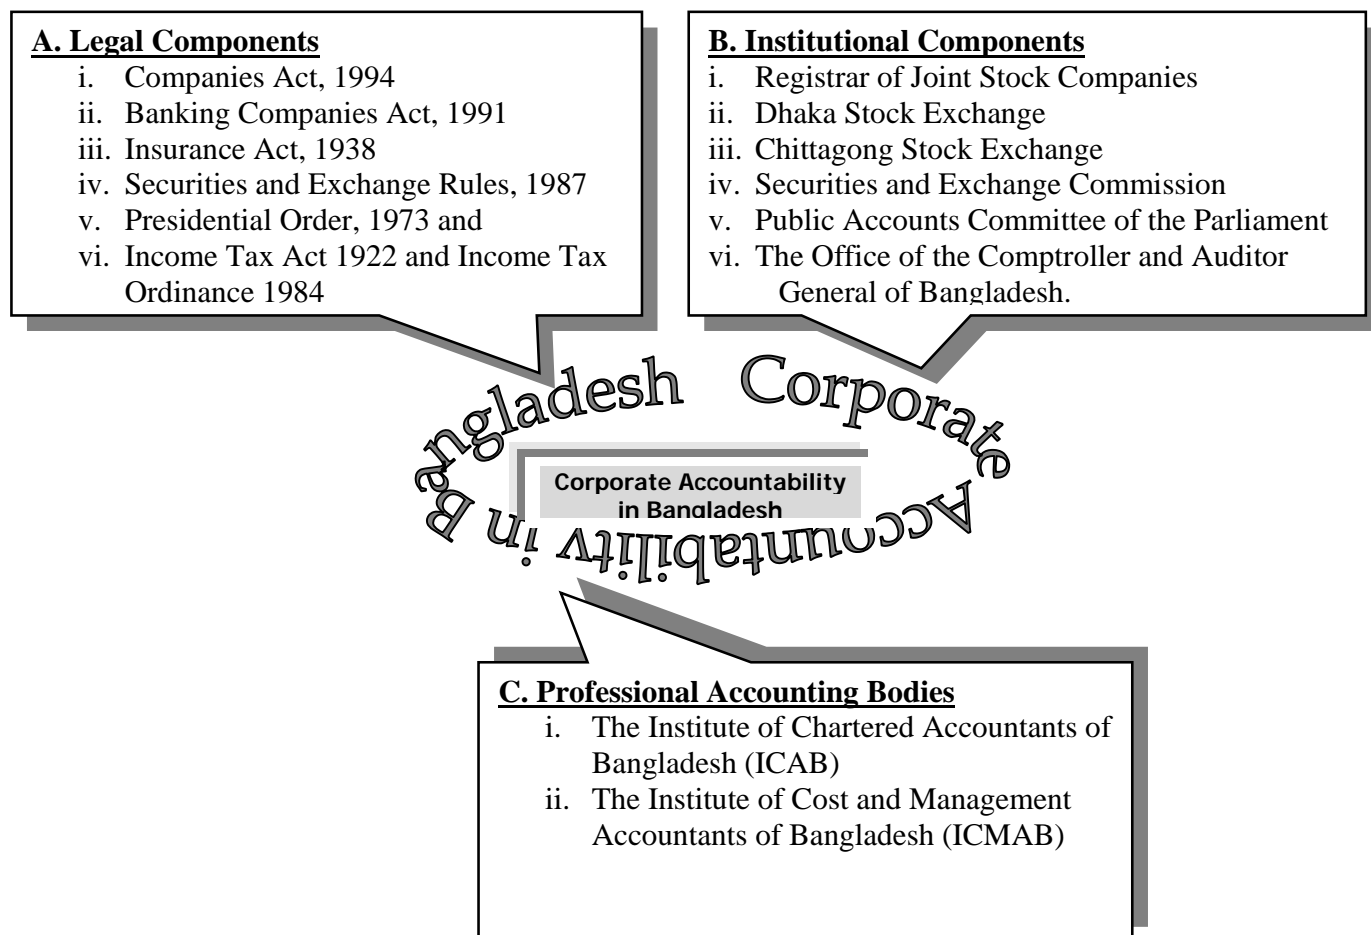 A. Legal Components
i. Companies Act, 1994
ii. Banking Companies Act, 1991
iii. Insurance Act, 1938
iv. Securities and Exchange Rules, 1987
v. Presidential Order, 1973 and
vi. Income Tax Act 1922 and Income Tax
Ordinance 1984
B. Institutional Components
i. Registrar of Joint Stock Companies
ii. Dhaka Stock Exchange
iii. Chittagong Stock Exchange
iv. Securities and Exchange Commission
v. Public Accounts Committee of the Parliament
vi. The Office of the Comptroller and Auditor
General of Bangladesh.
Corporate Accountability in Bangladesh
Corporate Accountability
in Bangladesh
C. Professional Accounting Bodies
i. The Institute of Chartered Accountants of
Bangladesh (ICAB)
ii. The Institute of Cost and Management
Accountants of Bangladesh (ICMAB)